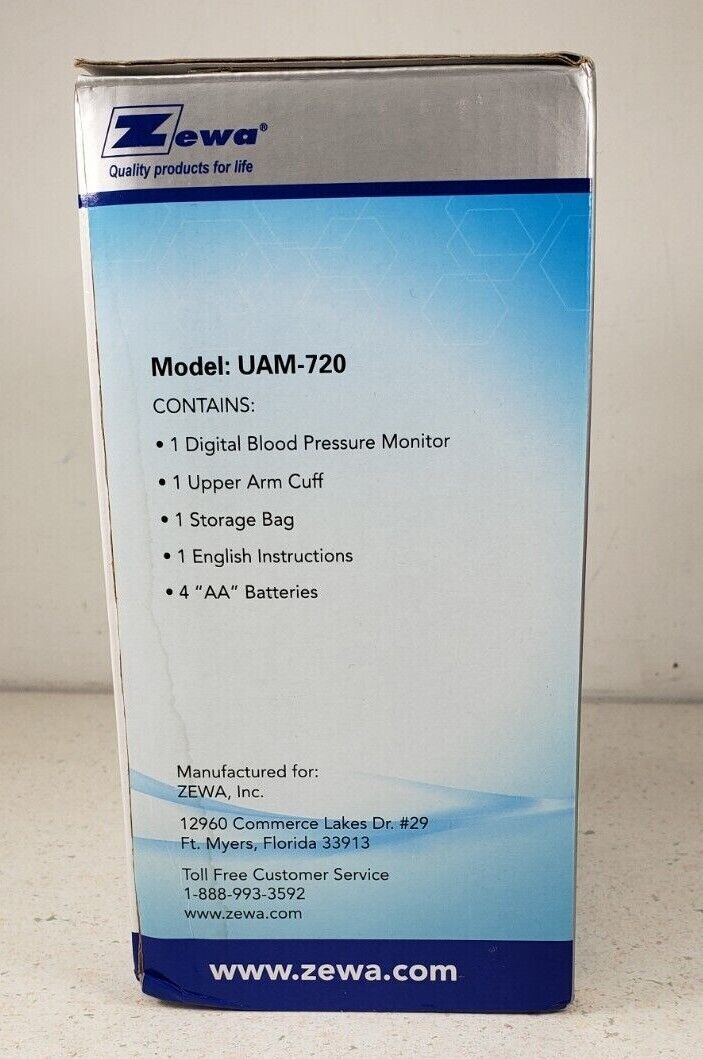 Zewa®
Quality products for life
Model: UAM-720
CONTAINS:
• 1 Digital Blood Pressure Monitor
• 1 Upper Arm Cuff
• 1 Storage Bag
• 1 English Instructions
• 4 “AA” Batteries
Manufactured for:
ZEWA, Inc.
12960 Commerce Lakes Dr. #29
Ft. Myers, Florida 33913
Toll Free Customer Service
1-888-993-3592
www.zewa.com
www.zewa.com